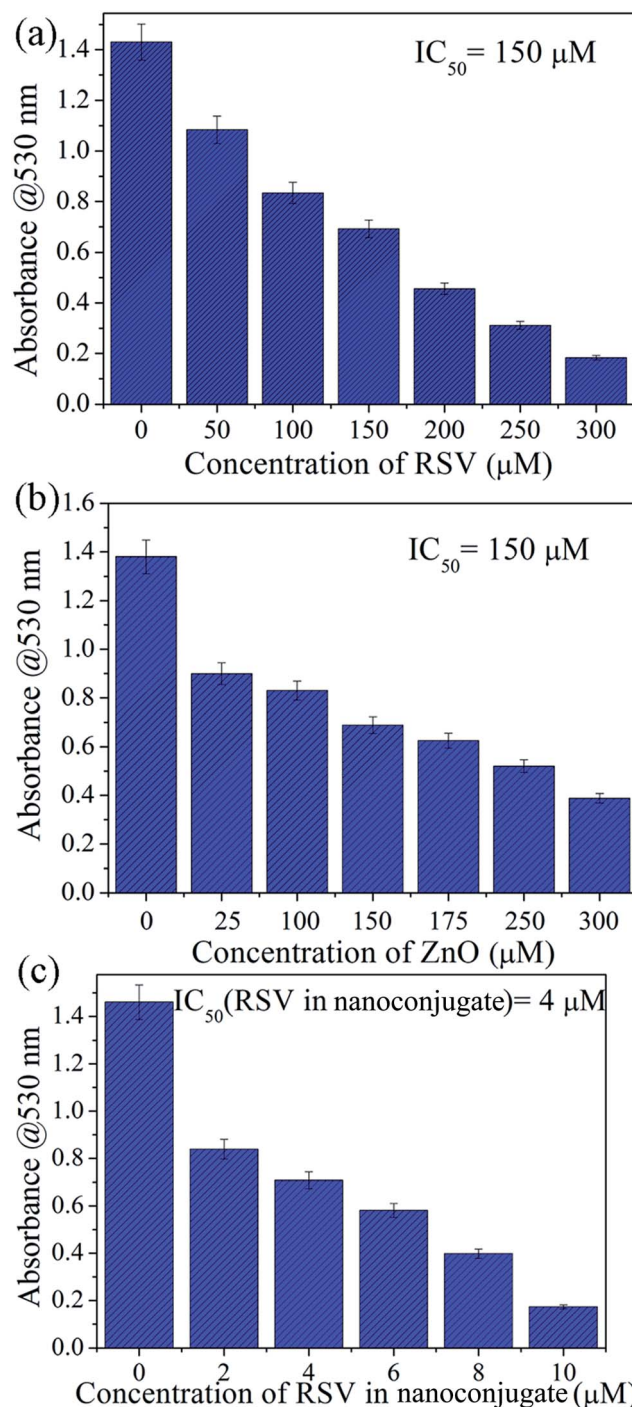 (a)
IC50= 150 μM
Absorbance @530 nm
1.4
1.2
1.0
0.8
0.6
0.4
0.2
0.0
0 50 100 150 200 250 300
Concentration of RSV (μM)
(b)
IC50= 150 μM
Absorbance @530 nm
1.6
1.4
1.2
1.0
0.8
0.6
0.4
0.2
0.0
0 25 100 150 175 250 300
Concentration of ZnO (μM)
(c)
IC50(RSV in nanoconjugate)= 4 μM
Absorbance @530 nm
1.4
1.2
1.0
0.8
0.6
0.4
0.2
0.0
0 2 4 6 8 10
Concentration of RSV in nanoconjugate (μM)